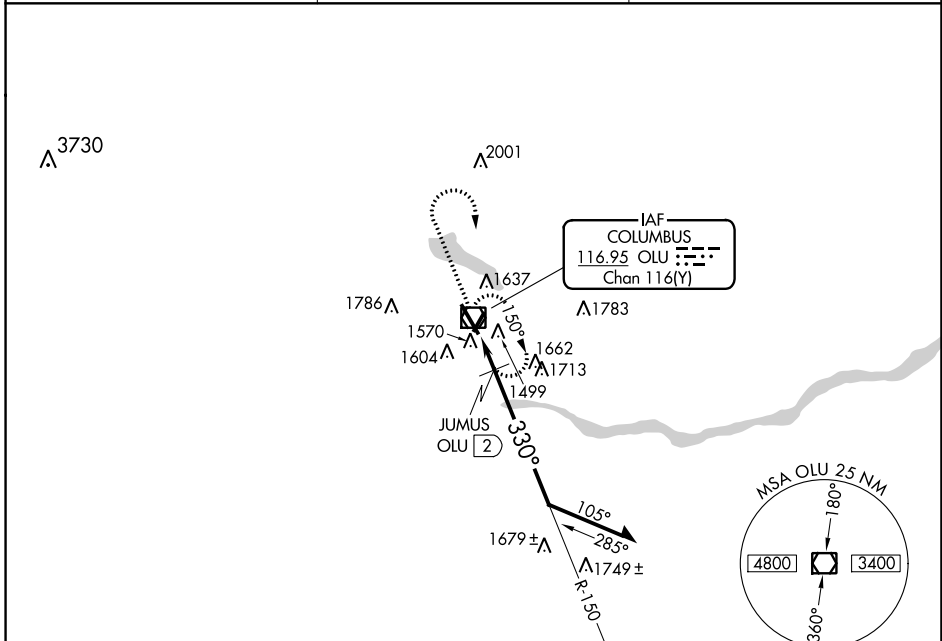 3730
2001
IAF
COLUMBUS
116.95 OLU
Chan 116(Y)
1637
1786
1783
150°
1570
1604
1662
1713
1499
JUMUS
OLU 2
330°
MSA OLU 25 NM
180°
105°
285°
1679 ±
1749 ±
4800
3400
R-150
360°